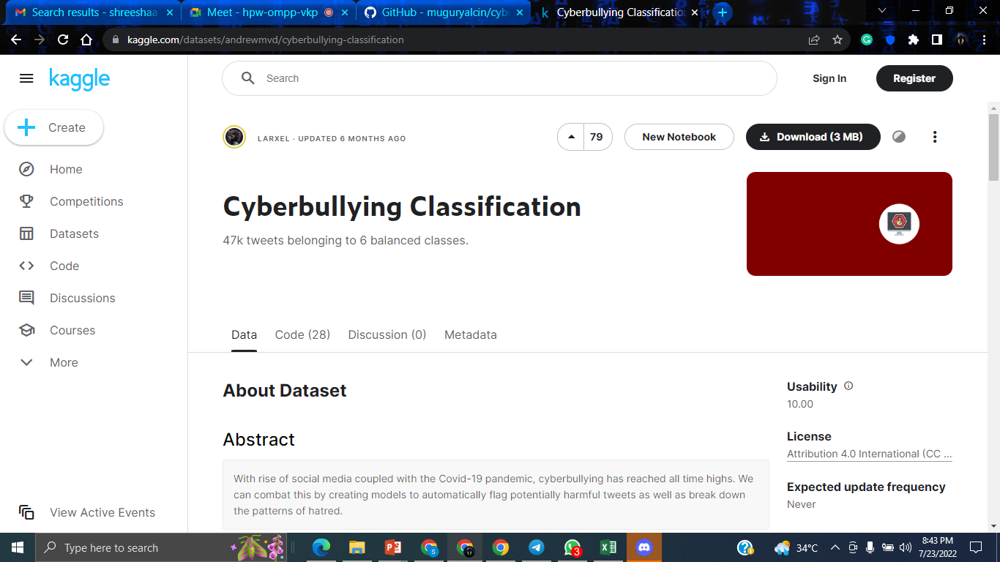 Search results - shreeshaa
Meet - hpw-ompp-vkp
GitHub - muguryalcin/cyb
Cyberbullying Classificatio
kaggle.com/datasets/andrewmvd/cyberbullying-classification
kaggle
Search
Sign In
Register
Create
LARXEL · UPDATED 6 MONTHS AGO
79
New Notebook
Download (3 MB)
Home
Competitions
Datasets
Code
Discussions
Courses
More
View Active Events
Cyberbullying Classification
47k tweets belonging to 6 balanced classes.
Data Code (28) Discussion (0) Metadata
About Dataset
Abstract
With rise of social media coupled with the Covid-19 pandemic, cyberbullying has reached all time highs. We
can combat this by creating models to automatically flag potentially harmful tweets as well as break down
the patterns of hatred.
Usability
10.00
License
Attribution 4.0 International (CC ...
Expected update frequency
Never
Type here to search
3
34°C
8:43 PM
7/23/2022